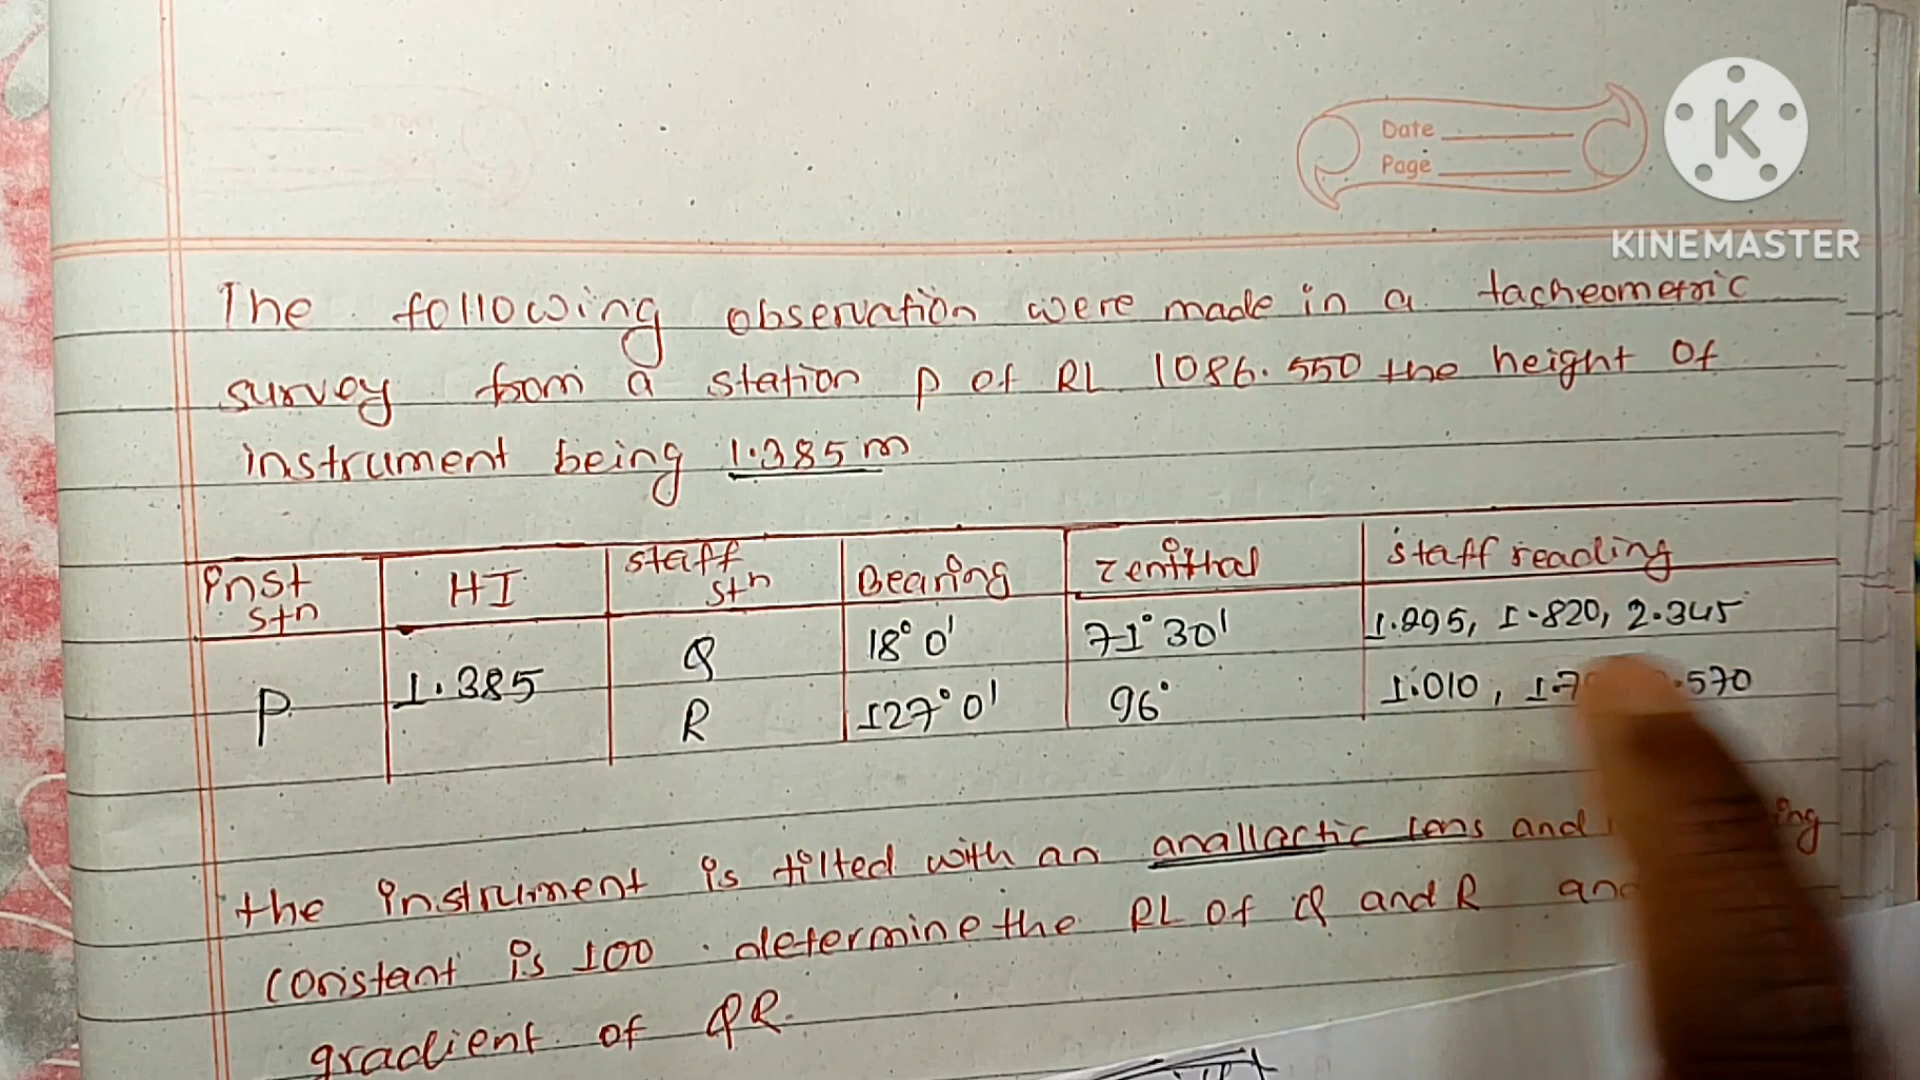 Date
Page
KINEMASTER
The following observation were made in a tacheometric
survey from a station P of RL 1086.550 the height of
instrument being 1.385m
inst stn HI staff stn Bearing zenithal staff reading
P 1.385 Q 18°0' 71°30' 1.295, 1.820, 2.345
R 127°0' 96° 1.010, .570
the instrument is tilted with an anallactic lens and
constant is 100. determine the RL of Q and R
gradient of QR.